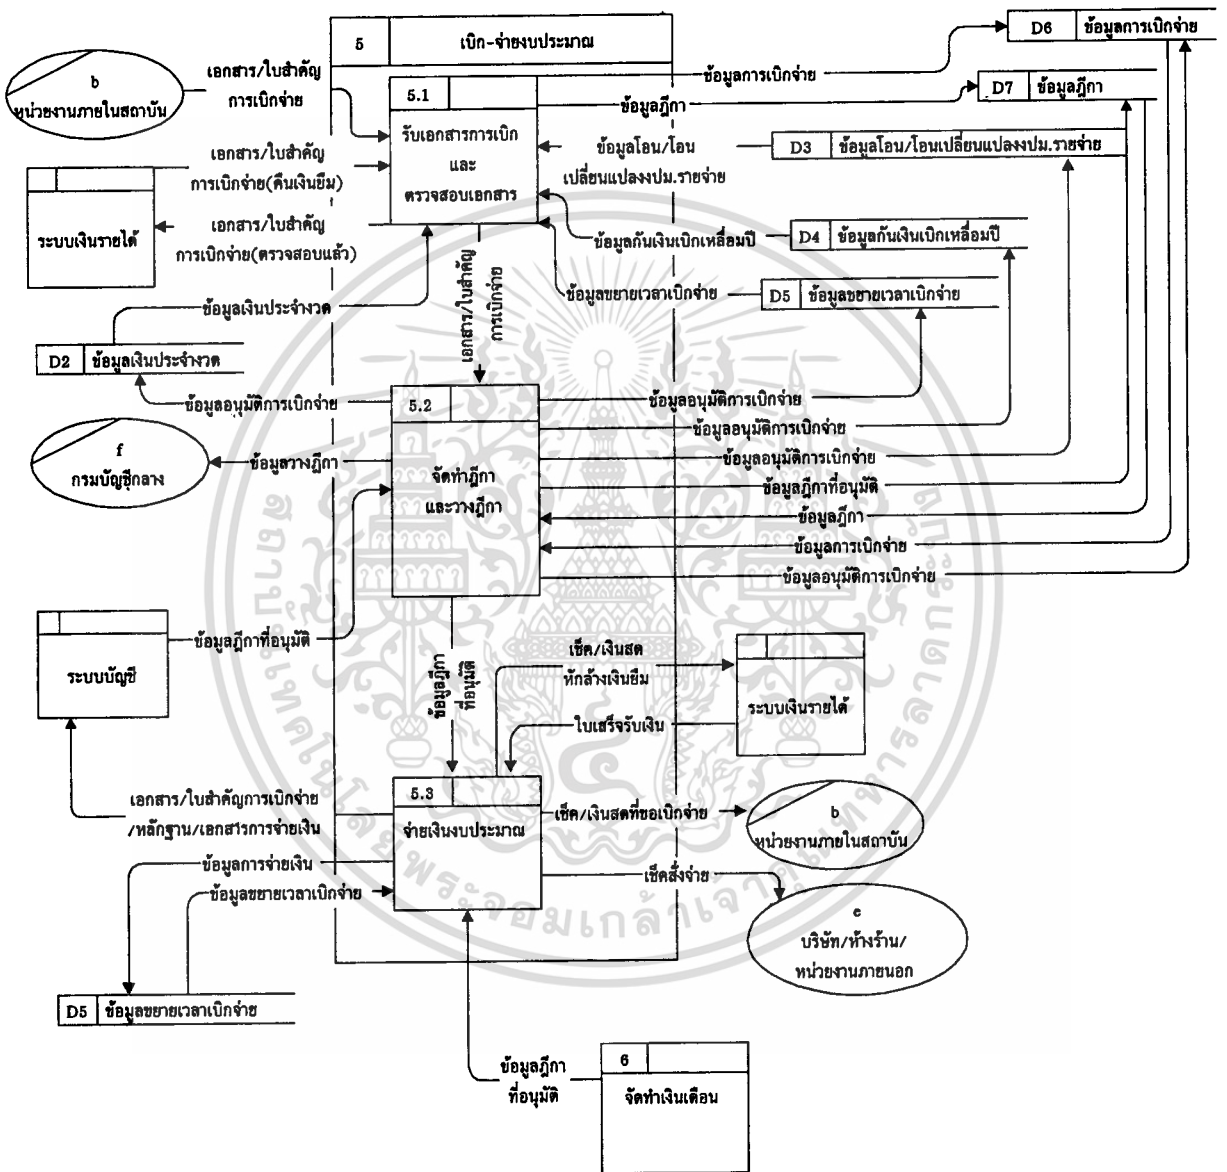 5 เบิก-จ่ายงบประมาณ
D6 ข้อมูลการเบิกจ่าย
b
หน่วยงานภายในสถาบัน
เอกสาร/ใบสำคัญ
การเบิกจ่าย
ข้อมูลการเบิกจ่าย
5.1
รับเอกสารการเบิก
และ
ตรวจสอบเอกสาร
ข้อมูลฎีกา
D7 ข้อมูลฎีกา
เอกสาร/ใบสำคัญ
การเบิกจ่าย(คืนเงินยืม)
ข้อมูลโอน/โอน
เปลี่ยนแปลงงปม.รายจ่าย
D3 ข้อมูลโอน/โอนเปลี่ยนแปลงงปม.รายจ่าย
ระบบเงินรายได้
เอกสาร/ใบสำคัญ
การเบิกจ่าย(ตรวจสอบแล้ว)
ข้อมูลกันเงินเบิกเหลื่อมปี
D4 ข้อมูลกันเงินเบิกเหลื่อมปี
เอกสาร/ใบสำคัญ
การเบิกจ่าย
ข้อมูลขยายเวลาเบิกจ่าย
D5 ข้อมูลขยายเวลาเบิกจ่าย
ข้อมูลเงินประจำงวด
D2 ข้อมูลเงินประจำงวด
ข้อมูลอนุมัติการเบิกจ่าย
5.2
จัดทำฎีกา
และวางฎีกา
ข้อมูลอนุมัติการเบิกจ่าย
ข้อมูลอนุมัติการเบิกจ่าย
ข้อมูลอนุมัติการเบิกจ่าย
ข้อมูลฎีกาที่อนุมัติ
ข้อมูลฎีกา
ข้อมูลการเบิกจ่าย
ข้อมูลอนุมัติการเบิกจ่าย
f
กรมบัญชีกลาง
ข้อมูลวางฎีกา
ระบบบัญชี
ข้อมูลฎีกาที่อนุมัติ
ข้อมูลฎีกา
ที่อนุมัติ
เช็ค/เงินสด
หักล้างเงินยืม
ระบบเงินรายได้
ใบเสร็จรับเงิน
เอกสาร/ใบสำคัญการเบิกจ่าย
/หลักฐาน/เอกสารการจ่ายเงิน
5.3
จ่ายเงินงบประมาณ
เช็ค/เงินสดที่ขอเบิกจ่าย
b
หน่วยงานภายในสถาบัน
ข้อมูลการจ่ายเงิน
ข้อมูลขยายเวลาเบิกจ่าย
เช็คสั่งจ่าย
c
บริษัท/ห้างร้าน/
หน่วยงานภายนอก
D5 ข้อมูลขยายเวลาเบิกจ่าย
ข้อมูลฎีกา
ที่อนุมัติ
6
จัดทำเงินเดือน
สถาบันเทคโนโลยีพระจอมเกล้าเจ้าคุณทหารลาดกระบัง